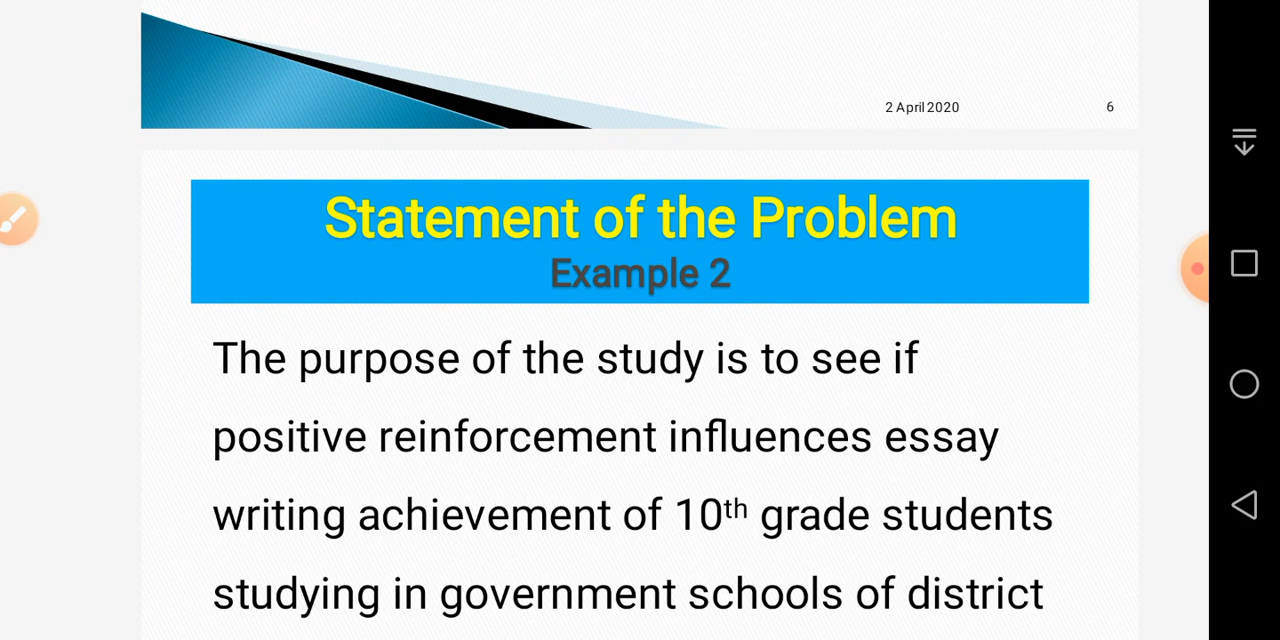 2 April 2020
6
Statement of the Problem
Example 2
The purpose of the study is to see if
positive reinforcement influences essay
writing achievement of 10th grade students
studying in government schools of district